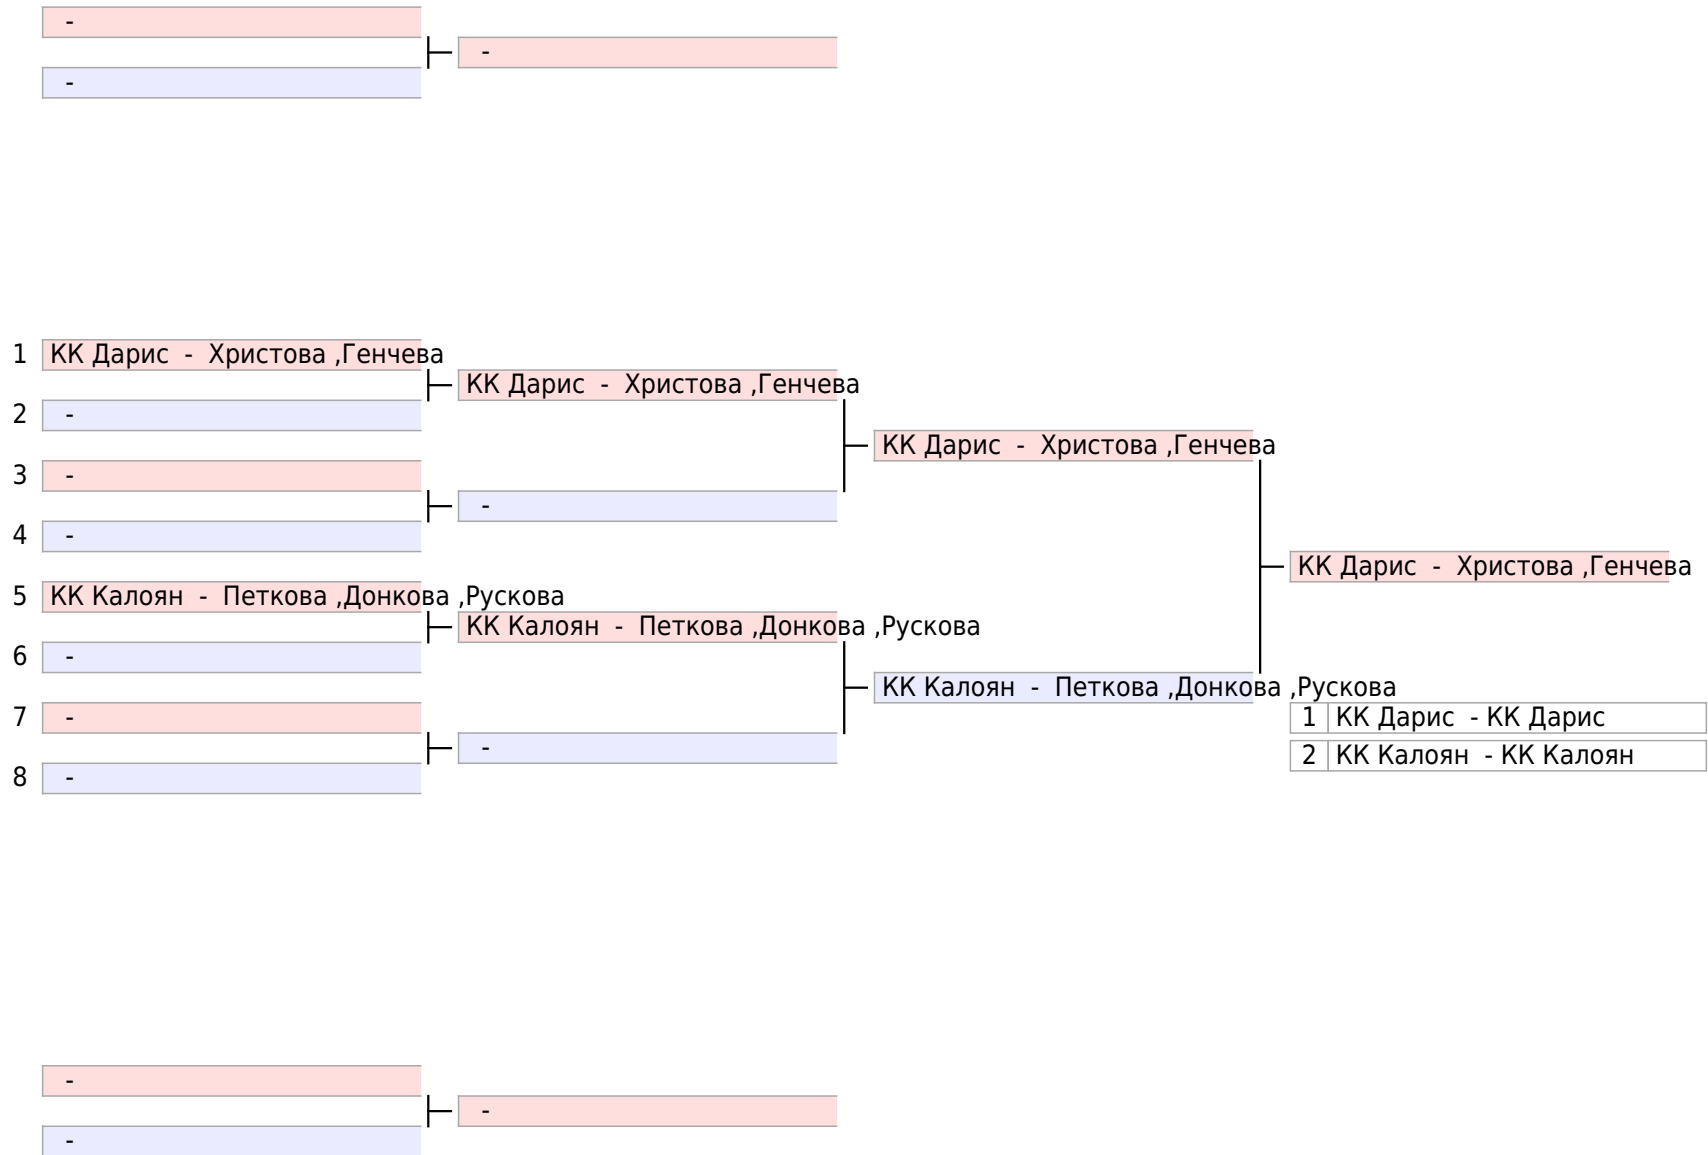 -
-
-
1 КК Дарис - Христова ,Генчева
КК Дарис - Христова ,Генчева
2 -
КК Дарис - Христова ,Генчева
3 -
-
4 -
КК Дарис - Христова ,Генчева
5 КК Калоян - Петкова ,Донкова ,Рускова
КК Калоян - Петкова ,Донкова ,Рускова
6 -
КК Калоян - Петкова ,Донкова ,Рускова
7 -
1 КК Дарис - КК Дарис
-
2 КК Калоян - КК Калоян
8 -
-
-
-